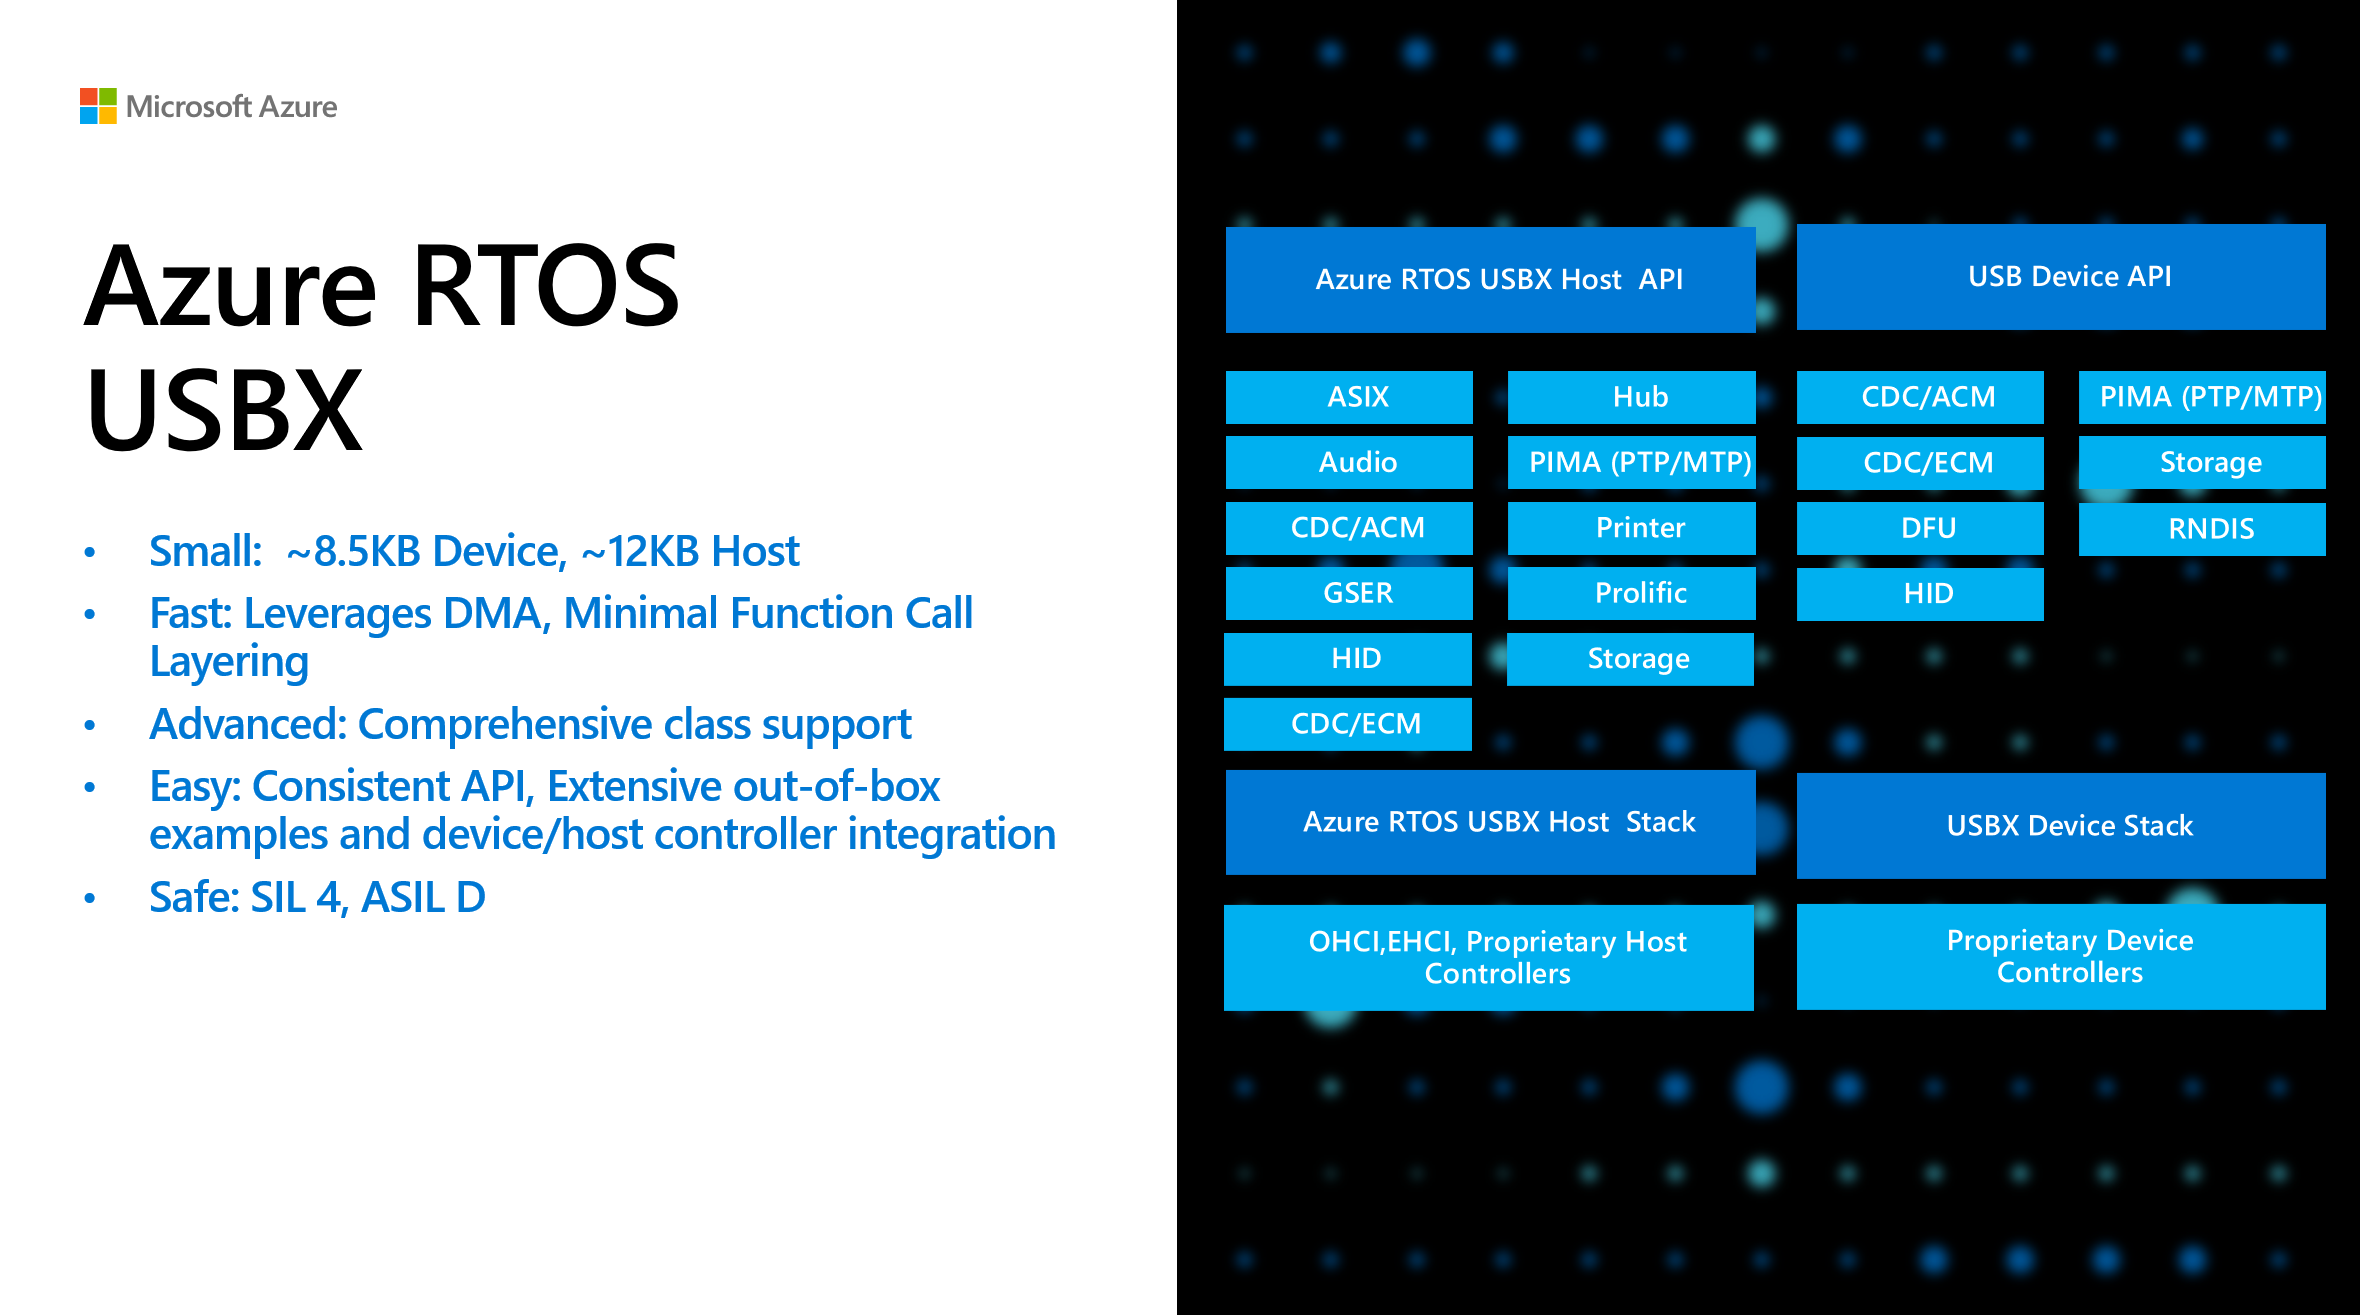 Microsoft Azure
Azure RTOS
USBX
• Small:  ~8.5KB Device, ~12KB Host
• Fast: Leverages DMA, Minimal Function Call
Layering
• Advanced: Comprehensive class support
• Easy: Consistent API, Extensive out-of-box
examples and device/host controller integration
• Safe: SIL 4, ASIL D
Azure RTOS USBX Host  API
ASIX
Hub
Audio
PIMA (PTP/MTP)
CDC/ACM
Printer
GSER
Prolific
HID
Storage
CDC/ECM
Azure RTOS USBX Host  Stack
OHCI,EHCI, Proprietary Host
Controllers
USB Device API
CDC/ACM
PIMA (PTP/MTP)
CDC/ECM
Storage
DFU
RNDIS
HID
USBX Device Stack
Proprietary Device
Controllers